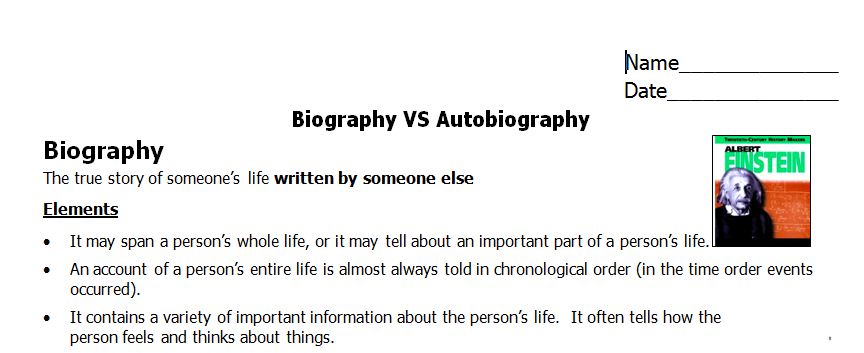 Name_______________
Date________________
Biography VS Autobiography
Biography
TWENTIETH-CENTURY HISTORY MAKERS
ALBERT
EINSTEIN
The true story of someone's life written by someone else
Elements
• It may span a person's whole life, or it may tell about an important part of a person's life.
• An account of a person's entire life is almost always told in chronological order (in the time order events
occurred).
• It contains a variety of important information about the person's life.  It often tells how the
person feels and thinks about things.